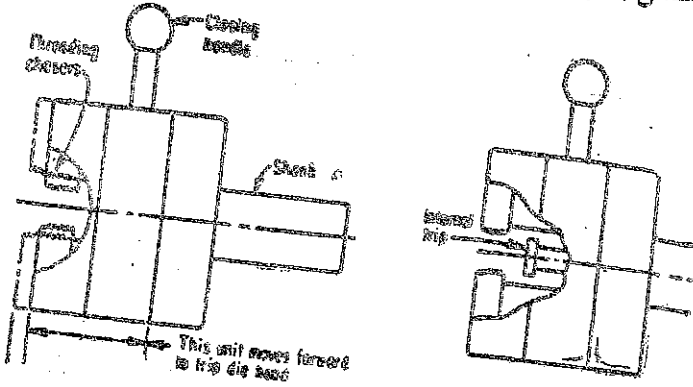 Closing
handle
Threading
chasers
Shank
Internal
trip
This unit moves forward
to trip die head